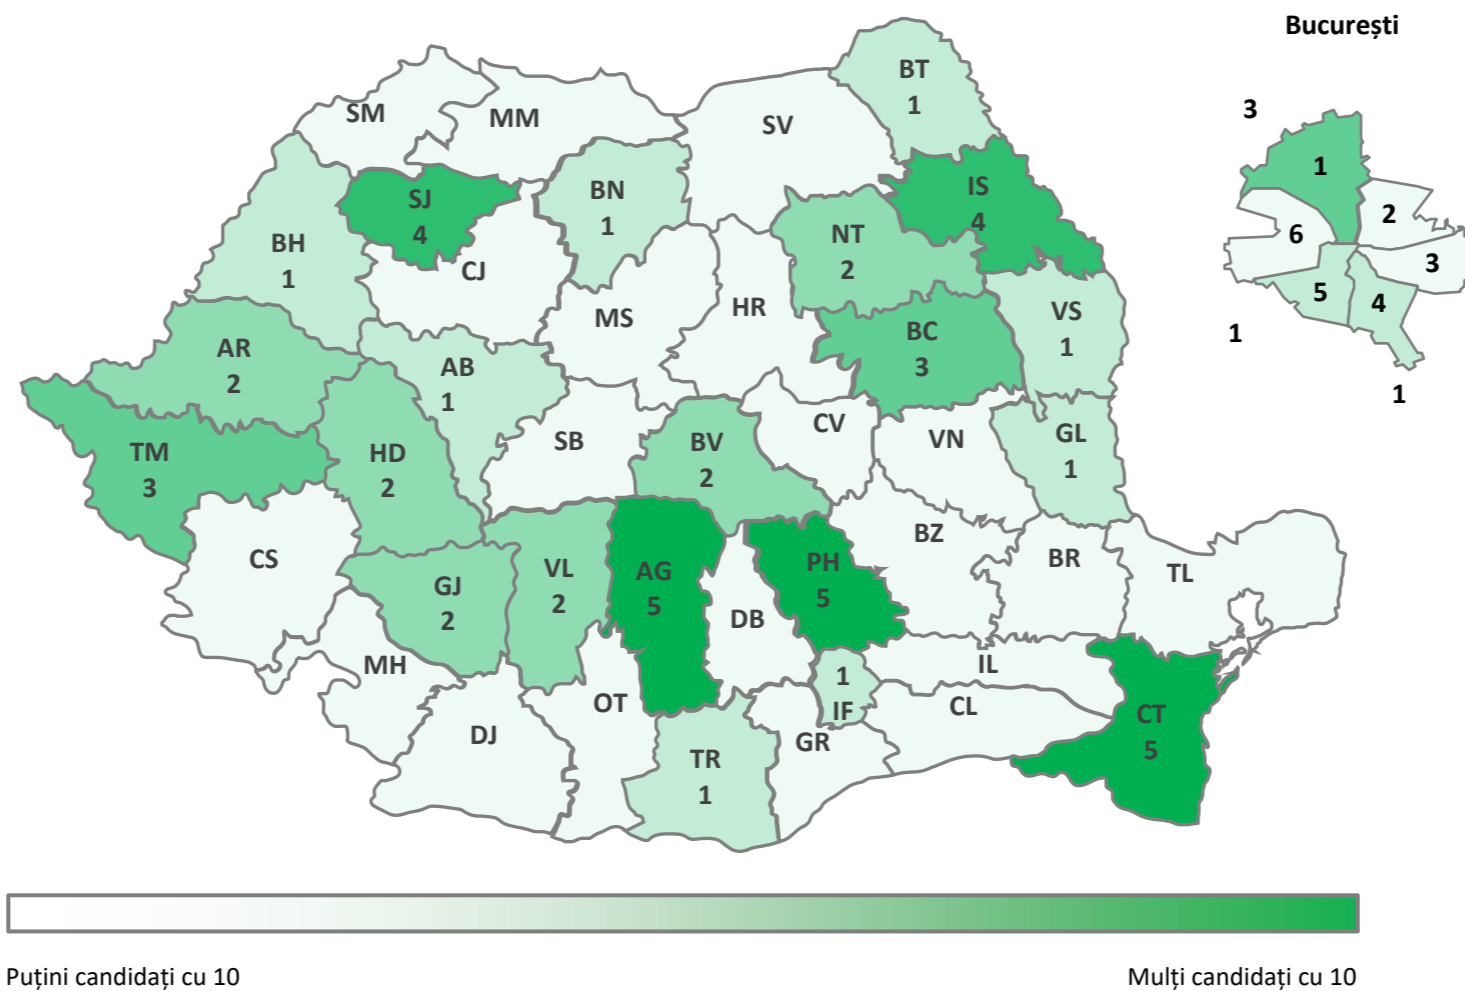 București
BT
1
SM
MM
SV
3
1
SJ
4
BN
1
IS
4
2
6
3
BH
1
CJ
NT
2
5
4
MS
HR
VS
1
BC
3
1
AR
2
AB
1
1
TM
3
HD
2
SB
BV
2
CV
VN
GL
1
CS
GJ
2
VL
2
AG
5
DB
PH
5
BZ
BR
TL
MH
OT
1
IF
IL
CL
CT
5
DJ
TR
1
GR
Puțini candidați cu 10
Mulți candidați cu 10